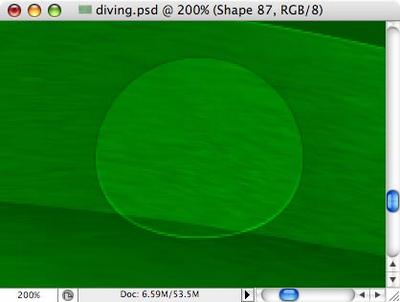 diving.psd @ 200% (Shape 87, RGB/8)
200%
Doc: 6.59M/53.5M